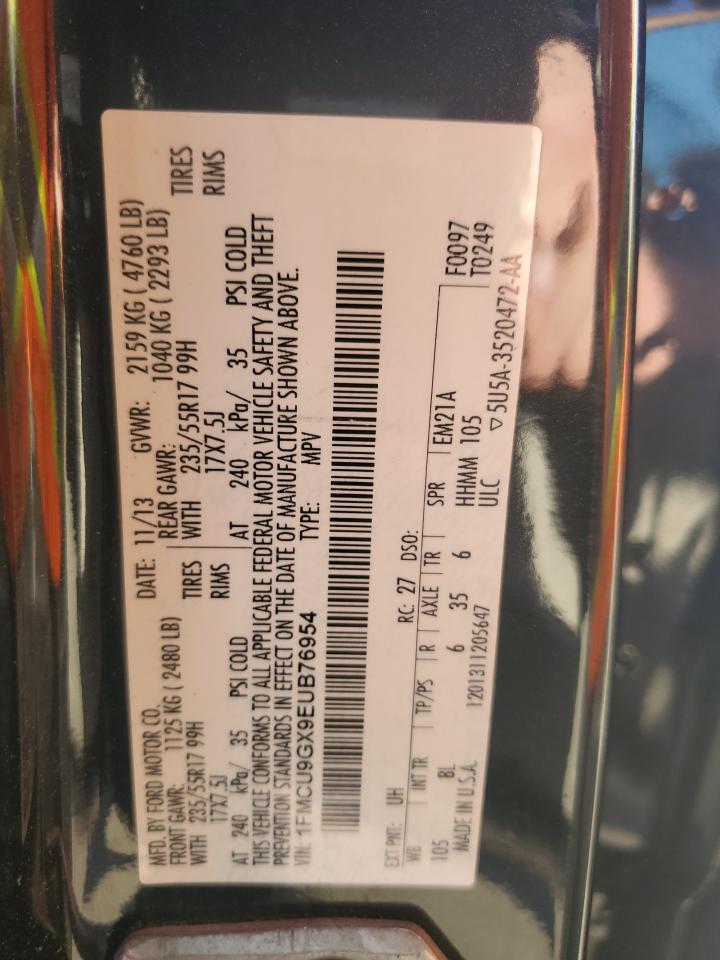 MFD. BY FORD MOTOR CO. DATE: 11/13 GVWR: 2159 KG ( 4760 LB)
FRONT GAWR: 1125 KG ( 2480 LB) REAR GAWR: 1040 KG ( 2293 LB)
WITH 235/55R17 99H TIRES WITH 235/55R17 99H TIRES
17X7.5J RIMS 17X7.5J RIMS
AT 240 kPa/ 35 PSI COLD AT 240 kPa/ 35 PSI COLD
THIS VEHICLE CONFORMS TO ALL APPLICABLE FEDERAL MOTOR VEHICLE SAFETY AND THEFT
PREVENTION STANDARDS IN EFFECT ON THE DATE OF MANUFACTURE SHOWN ABOVE.
VIN: 1FMCU9GX9EUB76954 TYPE: MPV
EXT PNT: UH RC: 27 DSO:
WB INT TR TP/PS R AXLE TR SPR EM21A F0097
105 8L 6 35 6 HHMM 105 T0249
ULC
MADE IN U.S.A. 1201311205647 ▽5U5A-3520472-AA